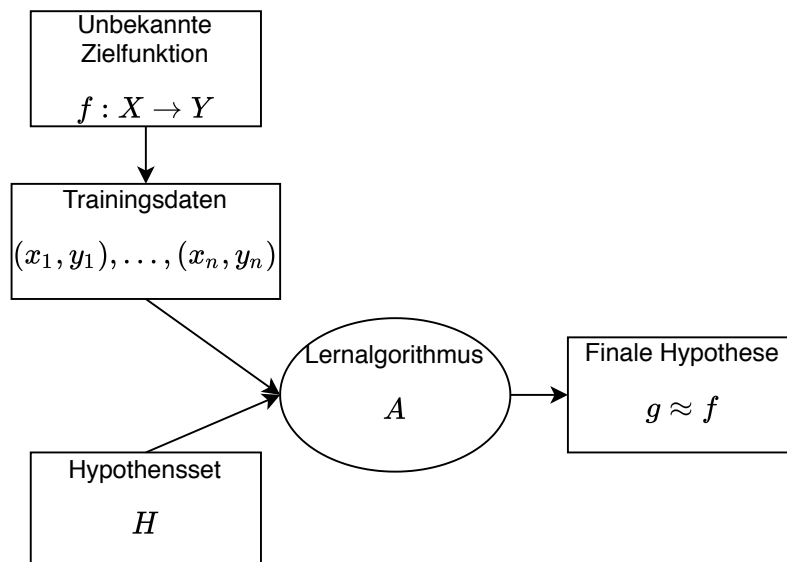 Unbekannte
Zielfunktion
f : X → Y
Trainingsdaten
(x₁, y₁), …, (xₙ, yₙ)
Lernalgorithmus
A
Finale Hypothese
g ≈ f
Hypothensset
H